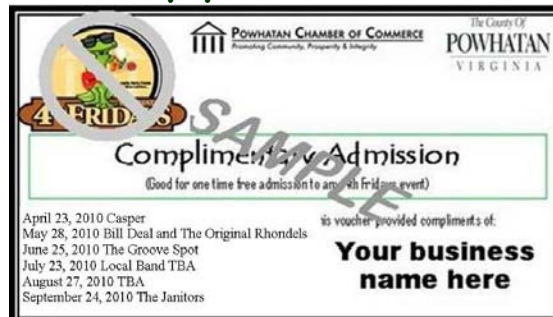 POWHATAN CHAMBER OF COMMERCE
Promoting Community, Prosperity & Integrity
The County Of
POWHATAN
VIRGINIA
4th FRIDAYS
SAMPLE
Complimentary Admission
(Good for one time free admission to any 4th Fridays event)
April 23, 2010 Casper
May 28, 2010 Bill Deal and The Original Rhondels
June 25, 2010 The Groove Spot
July 23, 2010 Local Band TBA
August 27, 2010 TBA
September 24, 2010 The Janitors
is voucher provided compliments of:
Your business
name here